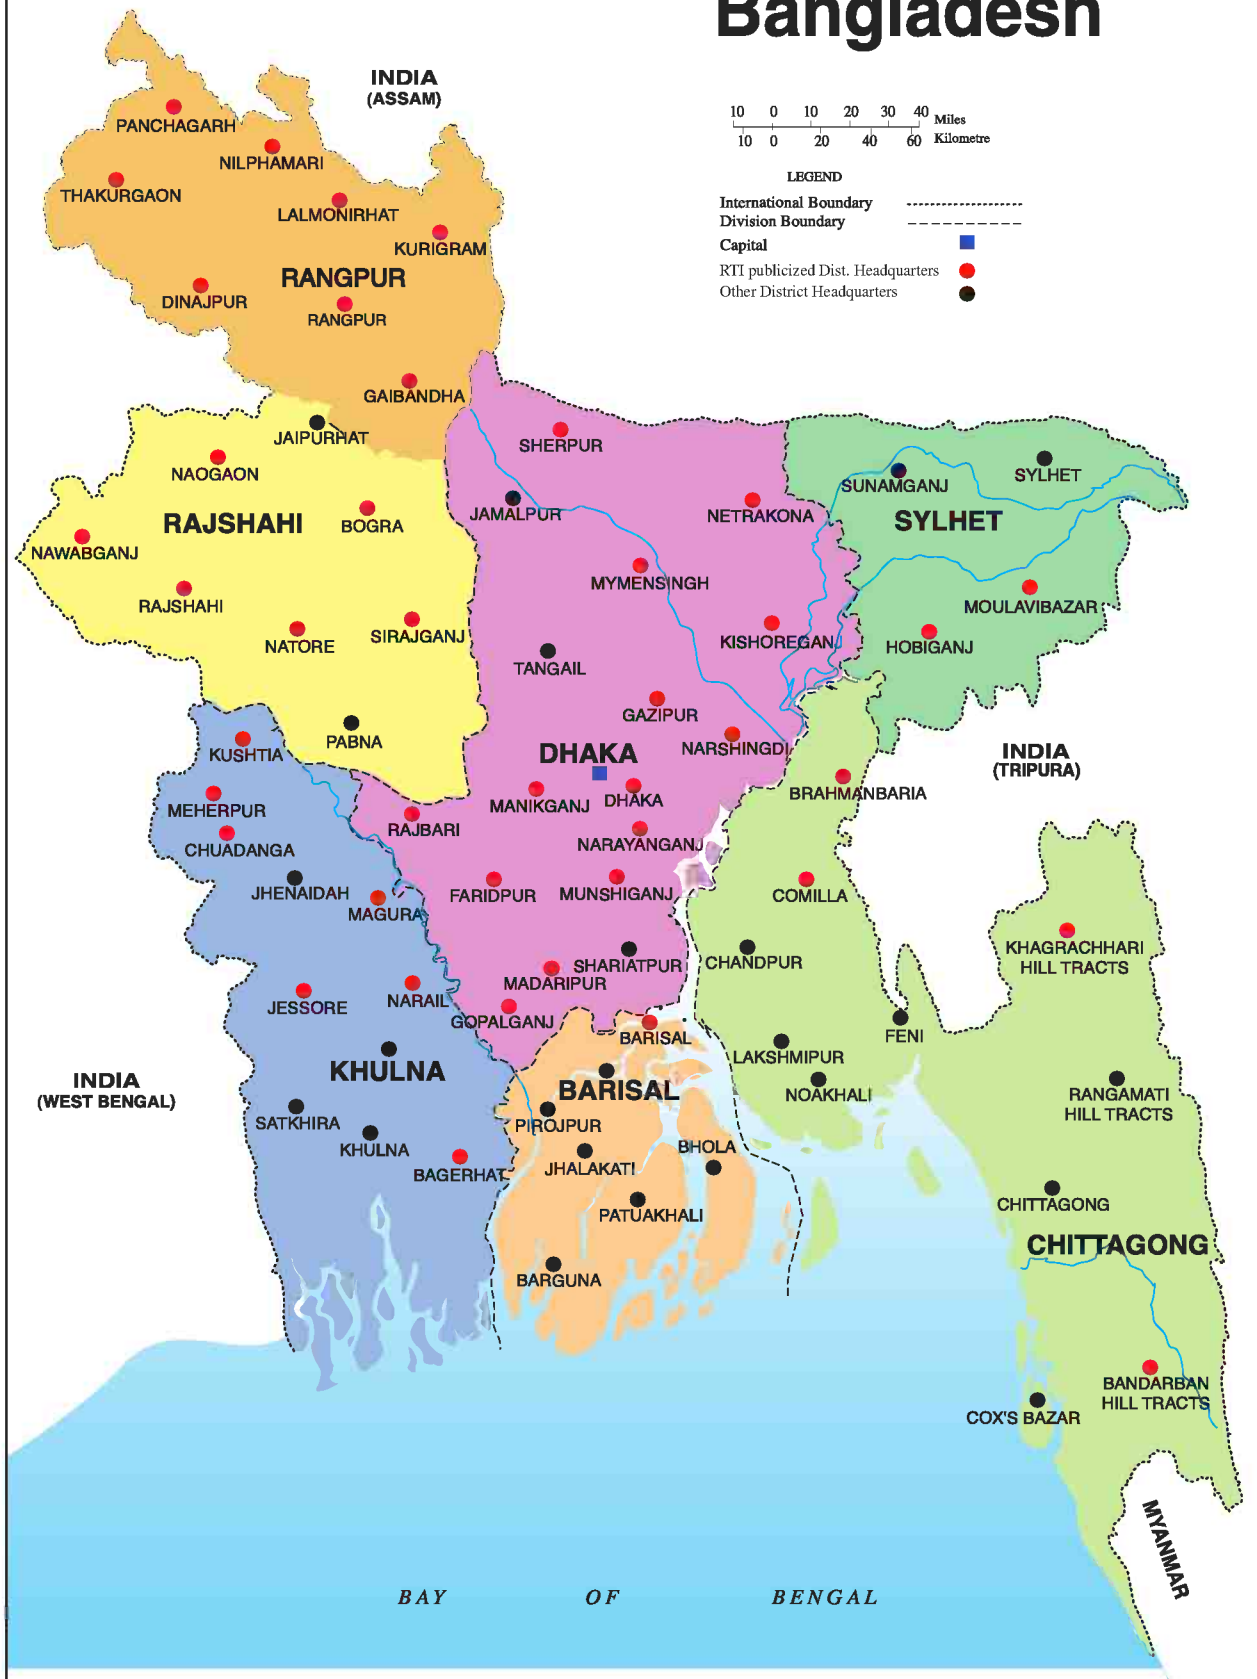 Bangladesh
INDIA
(ASSAM)
10 0 10 20 30 40 Miles
10 0 20 40 60 Kilometre
LEGEND
International Boundary
Division Boundary
Capital
RTI publicized Dist. Headquarters
Other District Headquarters
PANCHAGARH
NILPHAMARI
THAKURGAON
LALMONIRHAT
KURIGRAM
RANGPUR
DINAJPUR
RANGPUR
GAIBANDHA
JAIPURHAT
SHERPUR
NAOGAON
SUNAMGANJ
SYLHET
JAMALPUR
NETRAKONA
RAJSHAHI
BOGRA
SYLHET
NAWABGANJ
MYMENSINGH
RAJSHAHI
MOULAVIBAZAR
NATORE
SIRAJGANJ
KISHOREGANJ
HOBIGANJ
TANGAIL
GAZIPUR
PABNA
KUSHTIA
DHAKA
NARSHINGDI
INDIA
(TRIPURA)
MEHERPUR
MANIKGANJ
DHAKA
BRAHMANBARIA
RAJBARI
CHUADANGA
NARAYANGANJ
JHENAIDAH
MAGURA
FARIDPUR
MUNSHIGANJ
COMILLA
KHAGRACHHARI
HILL TRACTS
SHARIATPUR
CHANDPUR
MADARIPUR
JESSORE
NARAIL
GOPALGANJ
BARISAL
FENI
LAKSHMIPUR
KHULNA
BARISAL
NOAKHALI
INDIA
(WEST BENGAL)
RANGAMATI
HILL TRACTS
SATKHIRA
PIROJPUR
KHULNA
BHOLA
BAGERHAT
JHALAKATI
PATUAKHALI
CHITTAGONG
CHITTAGONG
BARGUNA
BANDARBAN
HILL TRACTS
COX'S BAZAR
MYANMAR
BAY OF BENGAL